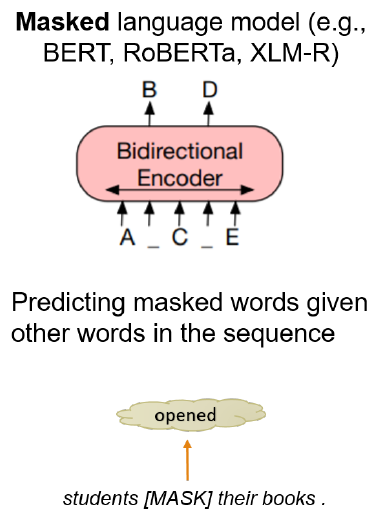 Masked language model (e.g.,
BERT, RoBERTa, XLM-R)
B D
Bidirectional
Encoder
A _ C _ E
Predicting masked words given
other words in the sequence
opened
students [MASK] their books .